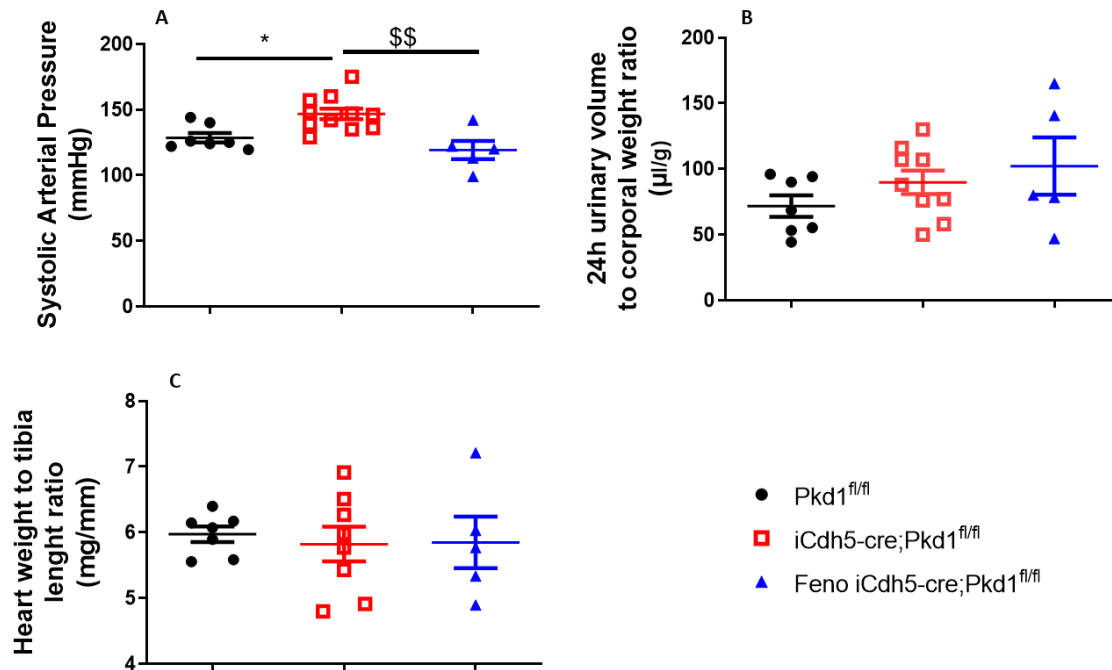 A
Systolic Arterial Pressure
(mmHg)
200
150
100
50
0
*
$$
B
24h urinary volume
to corporal weight ratio
(µl/g)
200
150
100
50
0
C
Heart weight to tibia
lenght ratio
(mg/mm)
8
7
6
5
4
Pkd1fl/fl
iCdh5-cre;Pkd1fl/fl
Feno iCdh5-cre;Pkd1fl/fl